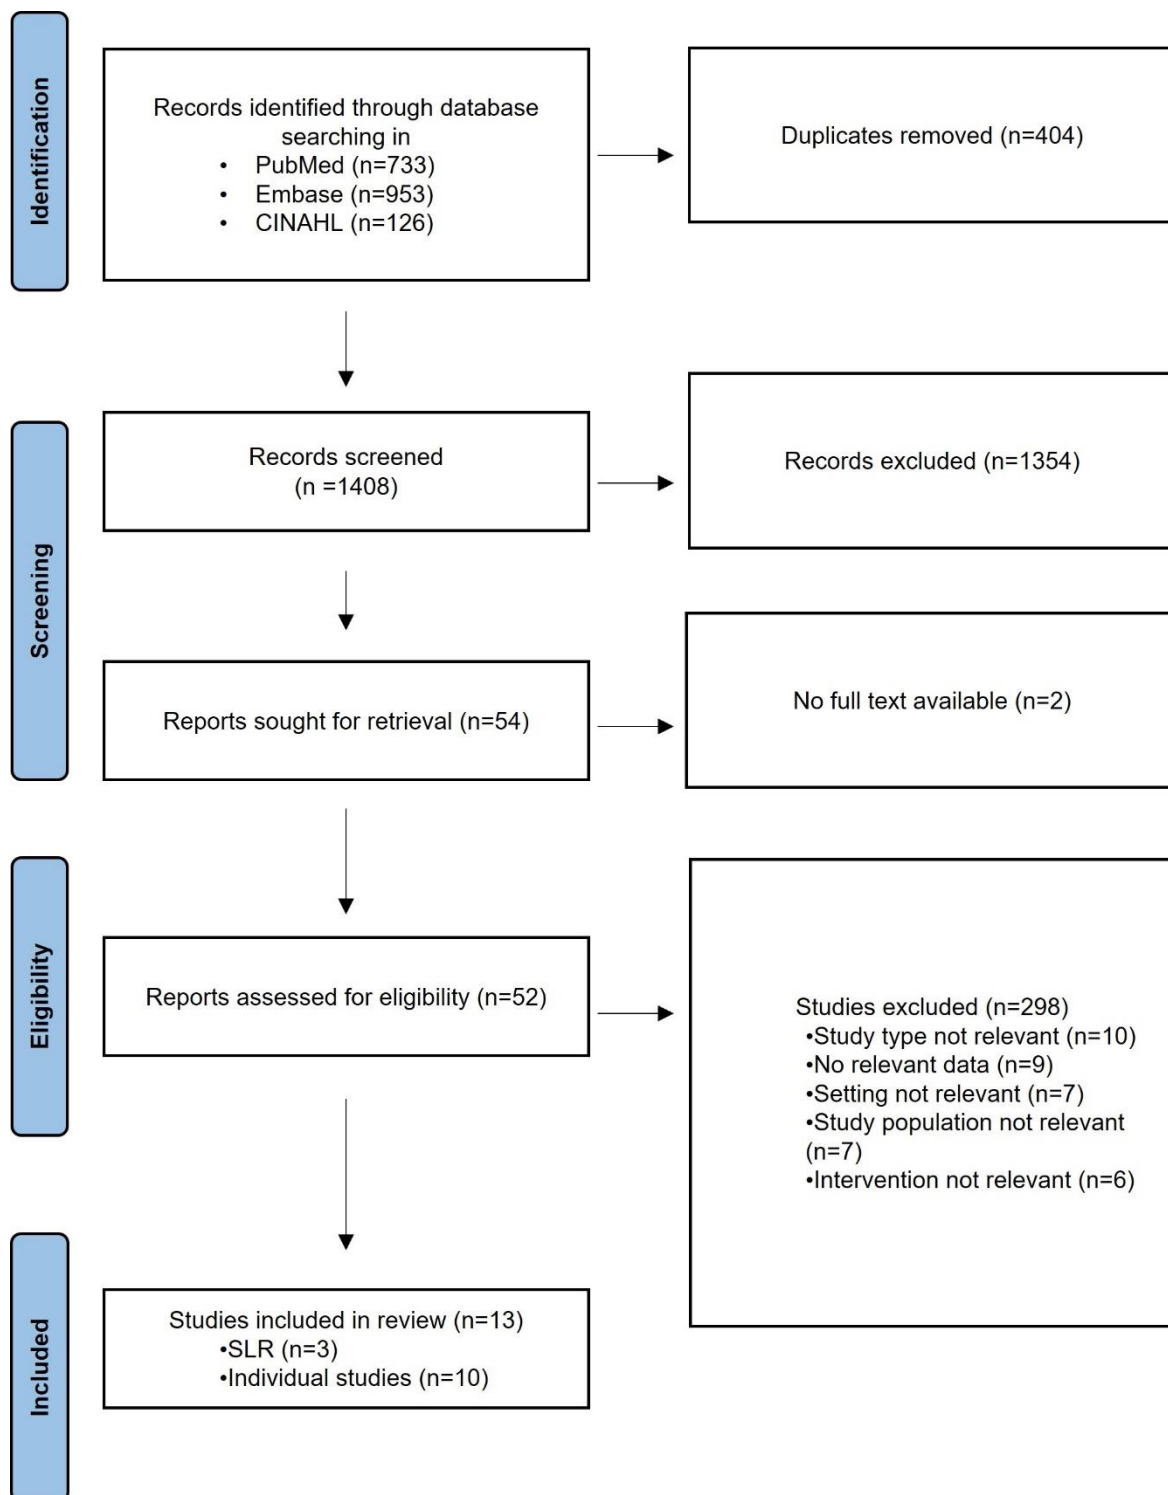 Identification
Records identified through database
searching in
• PubMed (n=733)
• Embase (n=953)
• CINAHL (n=126)
Duplicates removed (n=404)
Screening
Records screened
(n =1408)
Records excluded (n=1354)
Reports sought for retrieval (n=54)
No full text available (n=2)
Eligibility
Reports assessed for eligibility (n=52)
Studies excluded (n=298)
•Study type not relevant (n=10)
•No relevant data (n=9)
•Setting not relevant (n=7)
•Study population not relevant
(n=7)
•Intervention not relevant (n=6)
Included
Studies included in review (n=13)
•SLR (n=3)
•Individual studies (n=10)